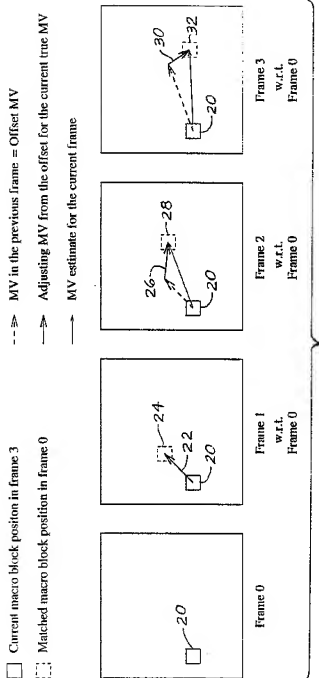 Current macro block position in frame 3
Matched macro block position in frame 0
MV in the previous frame = Offset MV
Adjusting MV from the offset for the current true MV
MV estimate for the current frame
20
Frame 0
24
22
20
Frame 1
w.r.t.
Frame 0
28
26
20
Frame 2
w.r.t.
Frame 0
30
32
20
Frame 3
w.r.t.
Frame 0